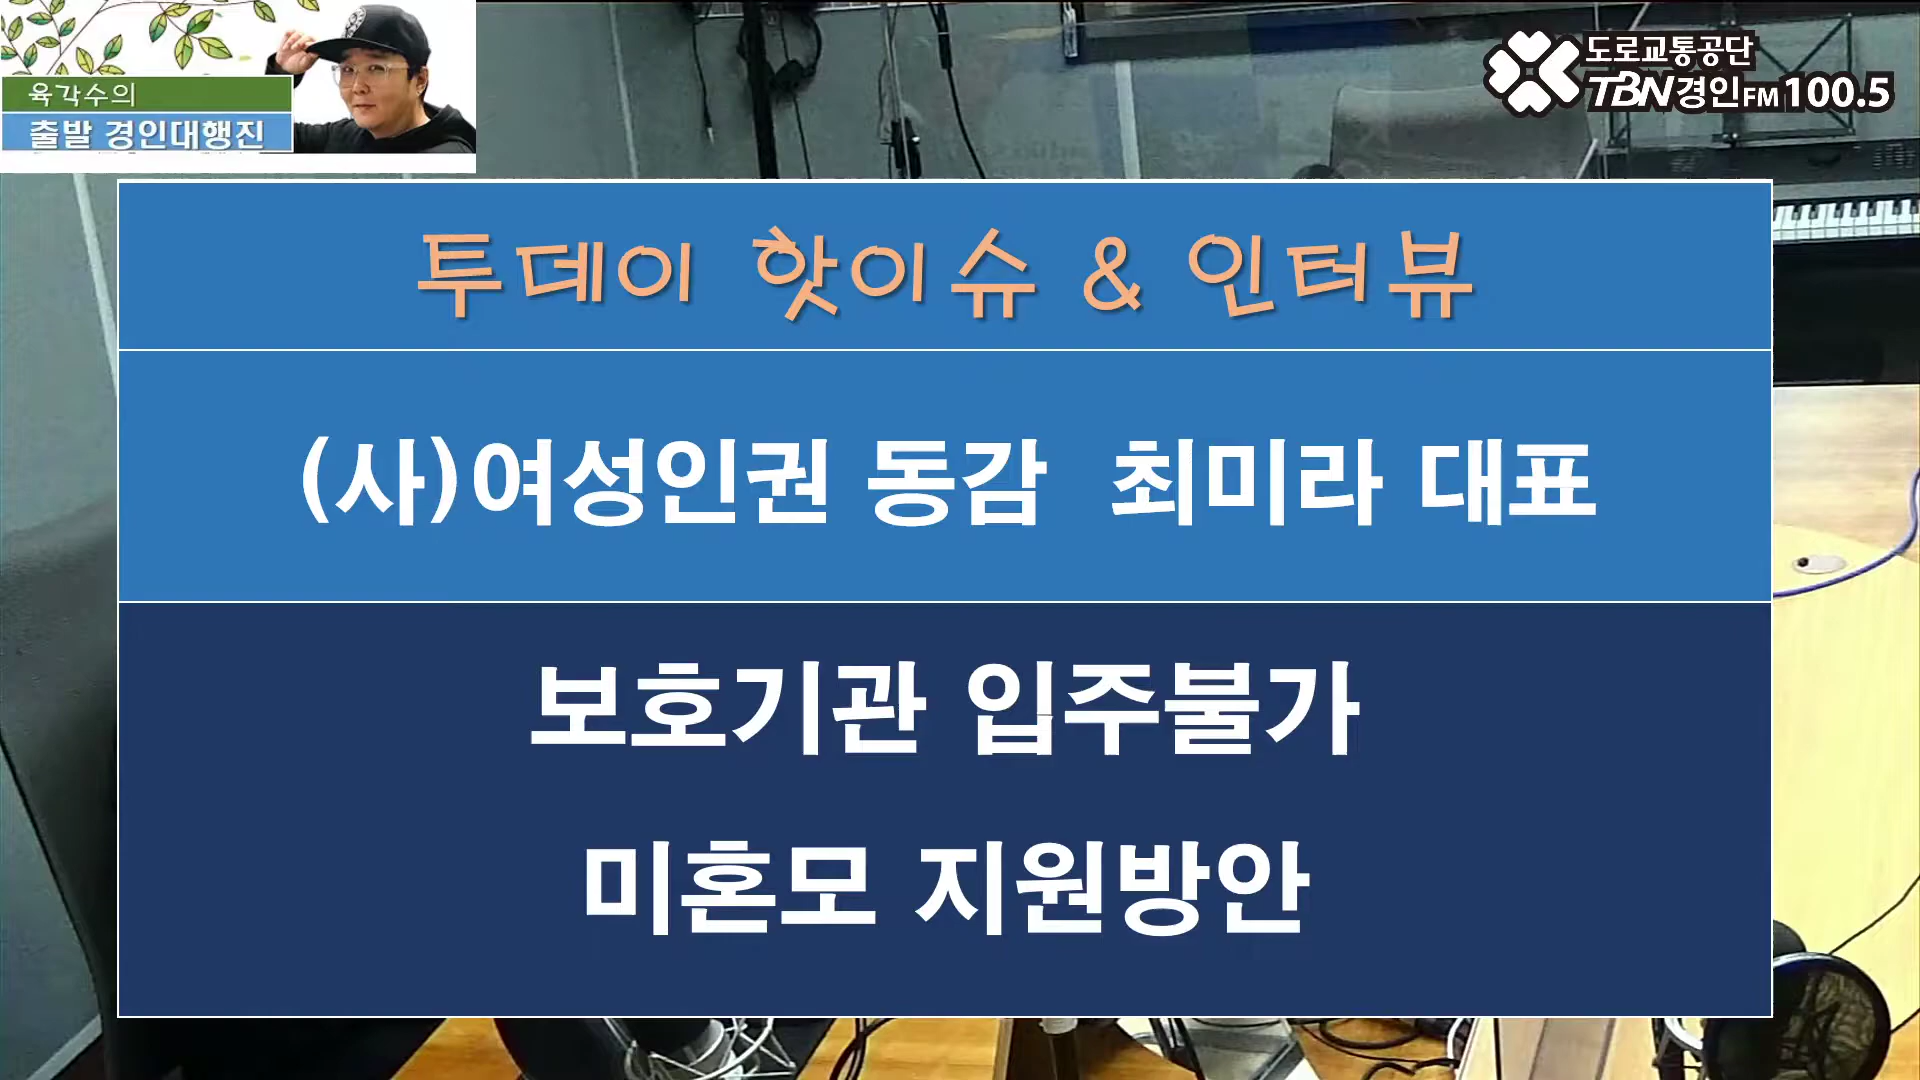 육각수의
출발 경인대행진
도로교통공단
TBN경인FM100.5
투데이 핫이슈 & 인터뷰
(사)여성인권 동감 최미라 대표
보호기관 입주불가
미혼모 지원방안